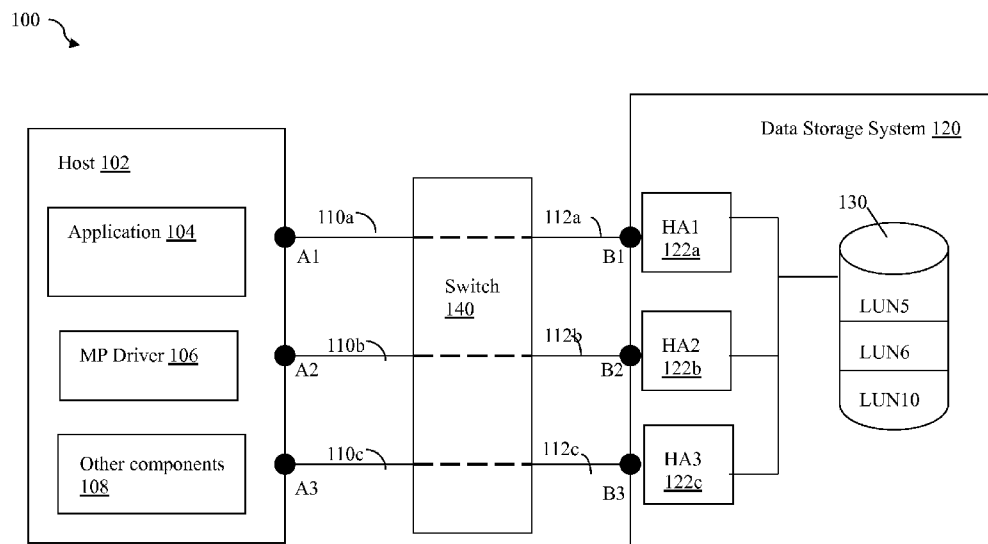 100
Host 102
Application 104
MP Driver 106
Other components
108
A1
A2
A3
110a
110b
110c
Switch
140
112a
112b
112c
B1
B2
B3
Data Storage System 120
HA1
122a
HA2
122b
HA3
122c
130
LUN5
LUN6
LUN10